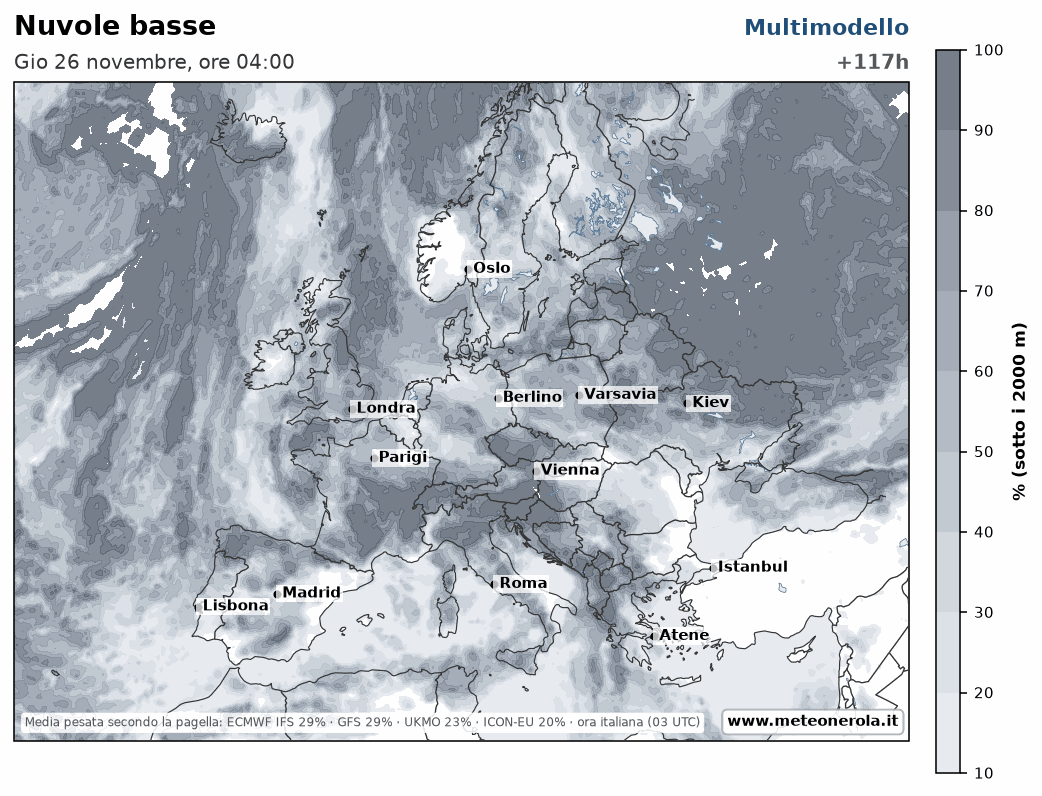 Nuvole basse
Multimodello
Gio 26 novembre, ore 04:00
+117h
Oslo
Londra
Berlino
Varsavia
Kiev
Parigi
Vienna
Istanbul
Roma
Madrid
Lisbona
Atene
Media pesata secondo la pagella: ECMWF IFS 29% · GFS 29% · UKMO 23% · ICON-EU 20% · ora italiana (03 UTC)
www.meteonerola.it
100
90
80
70
60
50
40
30
20
10
% (sotto i 2000 m)